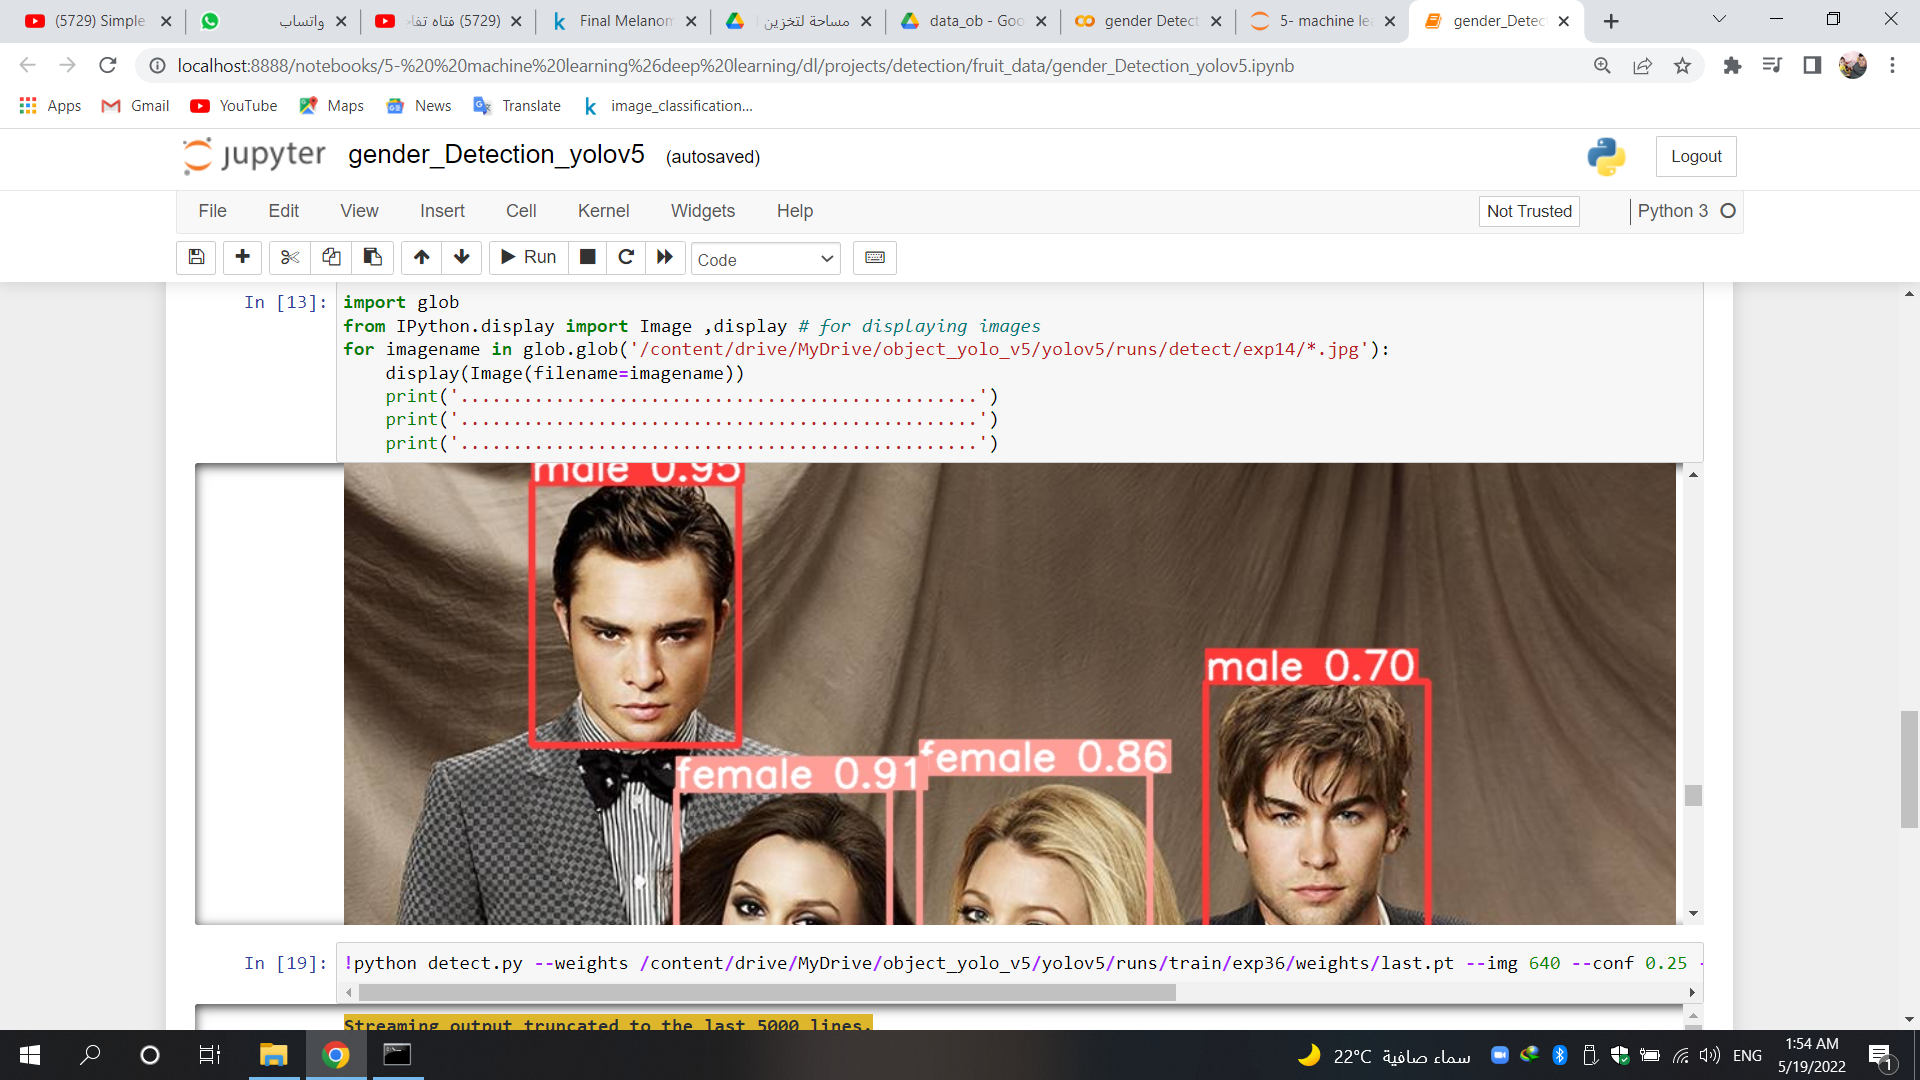 (5729) Simple
واتساب
(5729) فتاه تفا
Final Melanom
مساحة لتخزين
data_ob - Goo
gender Detect
5- machine le
gender_Detec
localhost:8888/notebooks/5-%20%20machine%20learning%26deep%20learning/dl/projects/detection/fruit_data/gender_Detection_yolov5.ipynb
Apps
Gmail
YouTube
Maps
News
Translate
image_classification...
jupyter
gender_Detection_yolov5 (autosaved)
Logout
File Edit View Insert Cell Kernel Widgets Help
Not Trusted
Python 3
Run
Code
In [13]:
import glob
from IPython.display import Image ,display # for displaying images
for imagename in glob.glob('/content/drive/MyDrive/object_yolo_v5/yolov5/runs/detect/exp14/*.jpg'):
    display(Image(filename=imagename))
    print('.................................................')
    print('.................................................')
    print('.................................................')
male 0.95
male 0.70
female 0.86
female 0.91
In [19]:
!python detect.py --weights /content/drive/MyDrive/object_yolo_v5/yolov5/runs/train/exp36/weights/last.pt --img 640 --conf 0.25 -
Streaming output truncated to the last 5000 lines.
22°C سماء صافية
ENG
1:54 AM
5/19/2022
1